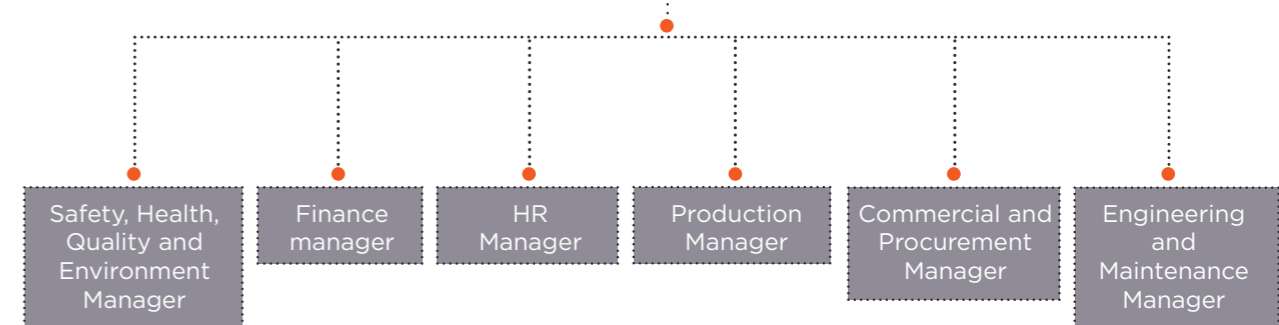 Safety, Health,
Quality and
Environment
Manager
Finance
manager
HR
Manager
Production
Manager
Commercial and
Procurement
Manager
Engineering
and
Maintenance
Manager